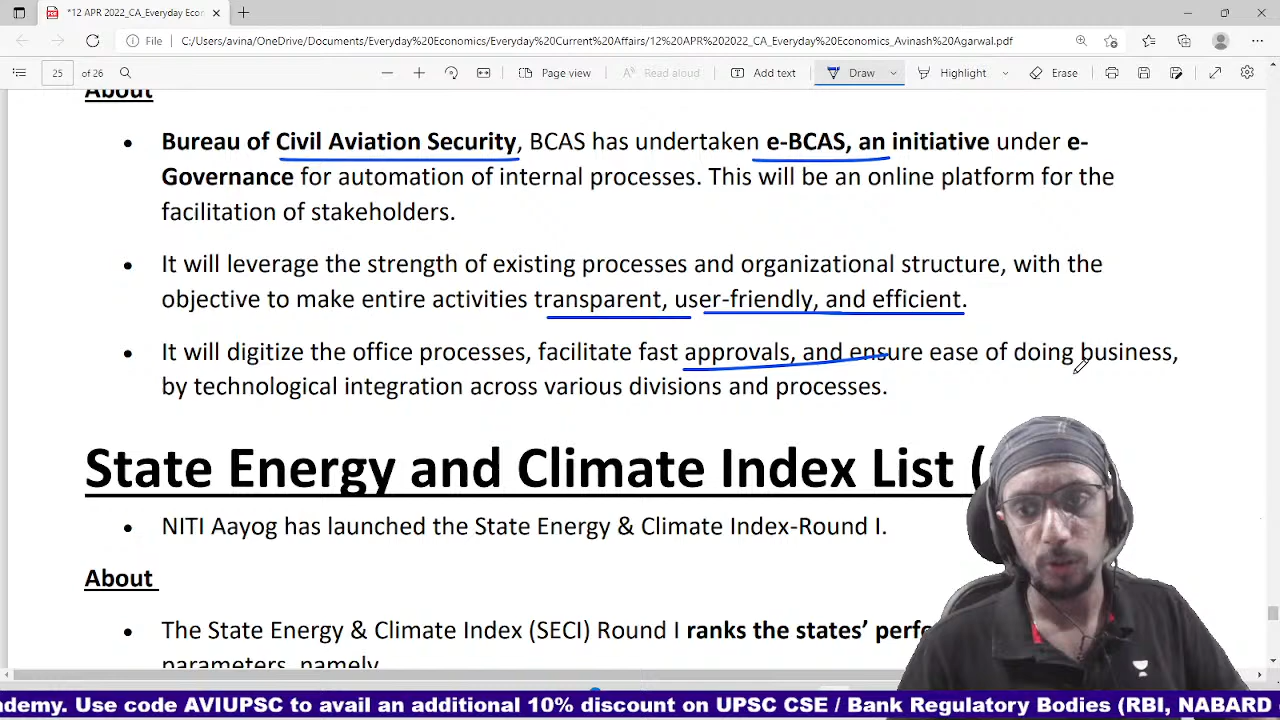 *12 APR 2022_CA_Everyday Econo
File C:/Users/avina/OneDrive/Documents/Everyday%20Economics/Everyday%20Current%20Affairs/12%20APR%202022_CA_Everyday%20Economics_Avinash%20Agarwal.pdf
25 of 26 Page view Read aloud Add text Draw Highlight Erase
About
• Bureau of Civil Aviation Security, BCAS has undertaken e-BCAS, an initiative under e-
Governance for automation of internal processes. This will be an online platform for the
facilitation of stakeholders.
• It will leverage the strength of existing processes and organizational structure, with the
objective to make entire activities transparent, user-friendly, and efficient.
• It will digitize the office processes, facilitate fast approvals, and ensure ease of doing business,
by technological integration across various divisions and processes.
State Energy and Climate Index List (
• NITI Aayog has launched the State Energy & Climate Index-Round I.
About
• The State Energy & Climate Index (SECI) Round I ranks the states’
parameters, namely
Use code AVIUPSC to avail an additional 10% discount on UPSC CSE / Bank Regulatory Bodies (RBI, NABARD